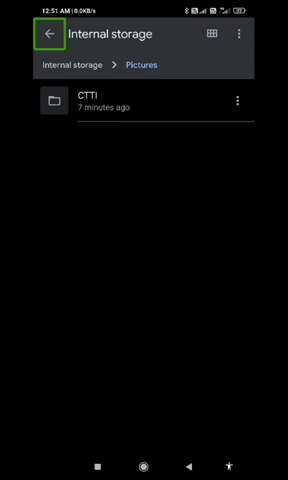 12:51 AM | 0.0KB/s
Internal storage
Internal storage > Pictures
CTTI
7 minutes ago